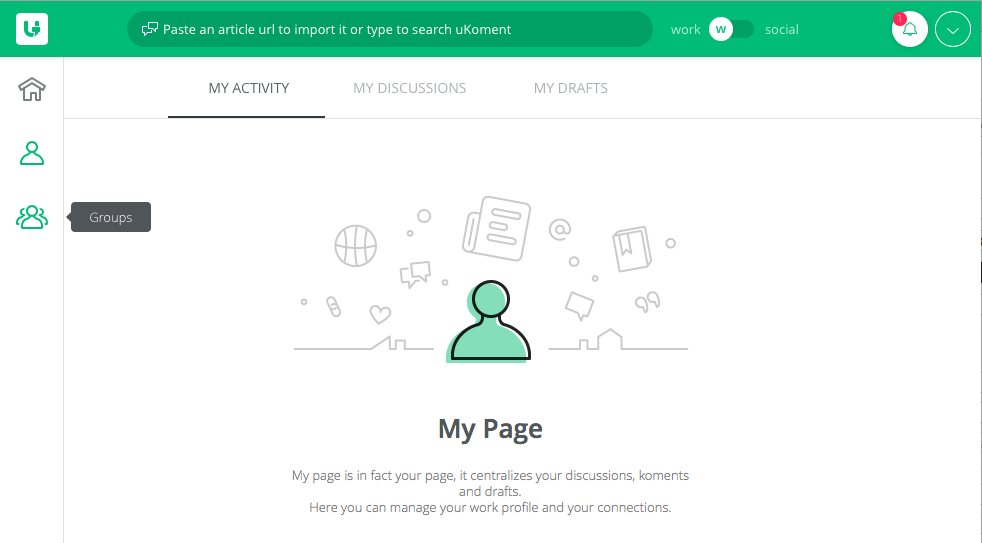 Paste an article url to import it or type to search uKoment
work
w
social
1
MY ACTIVITY
MY DISCUSSIONS
MY DRAFTS
Groups
My Page
My page is in fact your page, it centralizes your discussions, koments
and drafts.
Here you can manage your work profile and your connections.